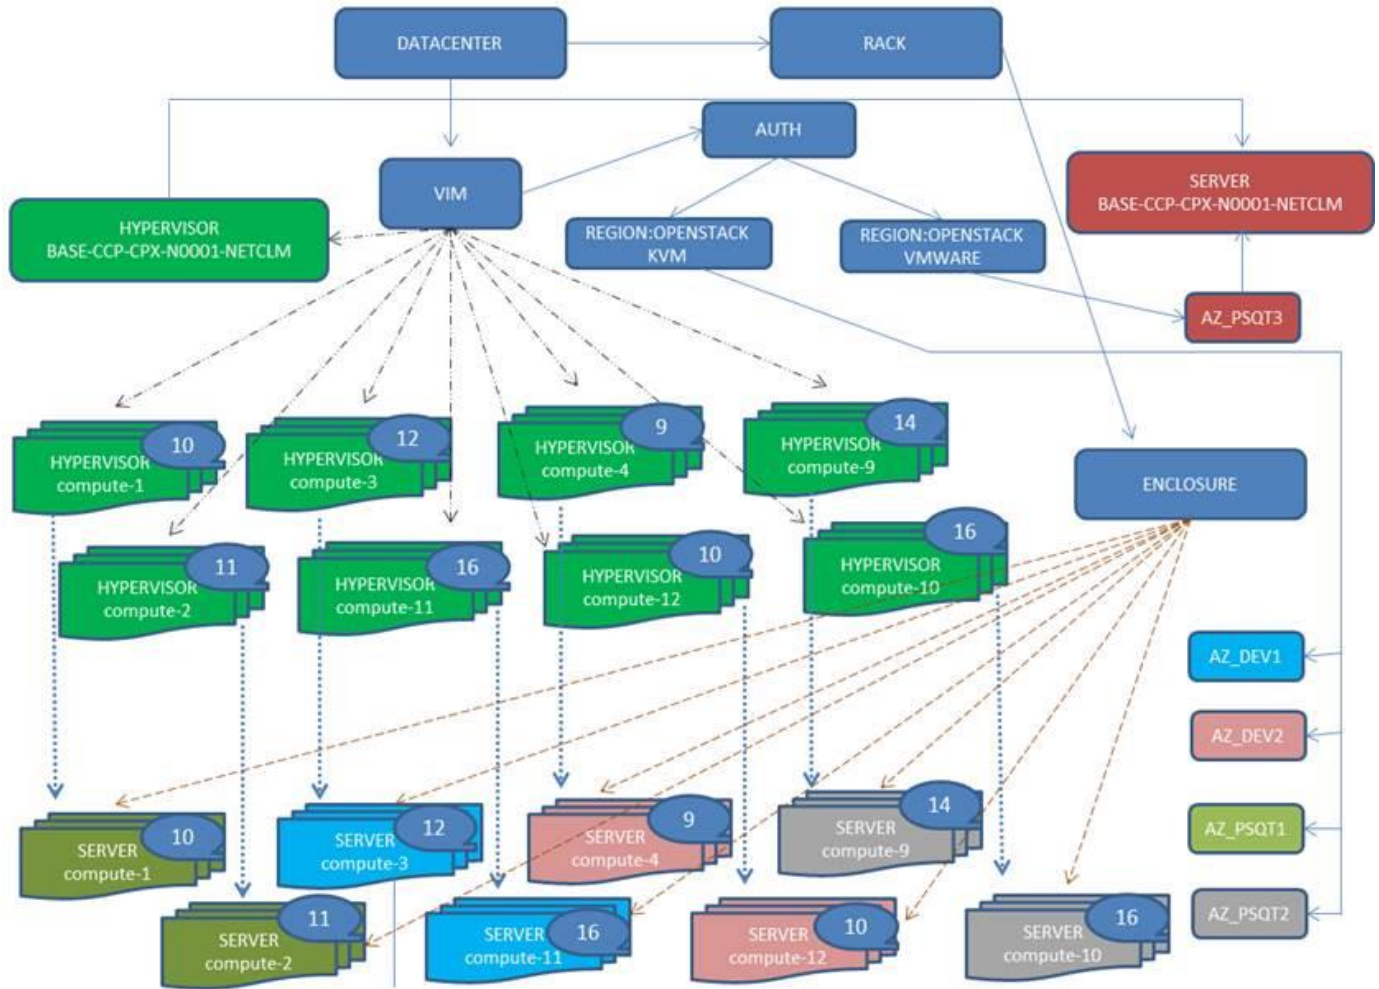 DATACENTER
RACK
AUTH
VIM
SERVER
BASE-CCP-CPX-N0001-NETCLM
HYPERVISOR
BASE-CCP-CPX-N0001-NETCLM
REGION:OPENSTACK
KVM
REGION:OPENSTACK
VMWARE
AZ_PSQT3
10
HYPERVISOR
compute-1
12
HYPERVISOR
compute-3
9
HYPERVISOR
compute-4
14
HYPERVISOR
compute-9
ENCLOSURE
11
HYPERVISOR
compute-2
16
HYPERVISOR
compute-11
10
HYPERVISOR
compute-12
16
HYPERVISOR
compute-10
AZ_DEV1
AZ_DEV2
AZ_PSQT1
AZ_PSQT2
10
SERVER
compute-1
12
SERVER
compute-3
9
SERVER
compute-4
14
SERVER
compute-9
11
SERVER
compute-2
16
SERVER
compute-11
10
SERVER
compute-12
16
SERVER
compute-10